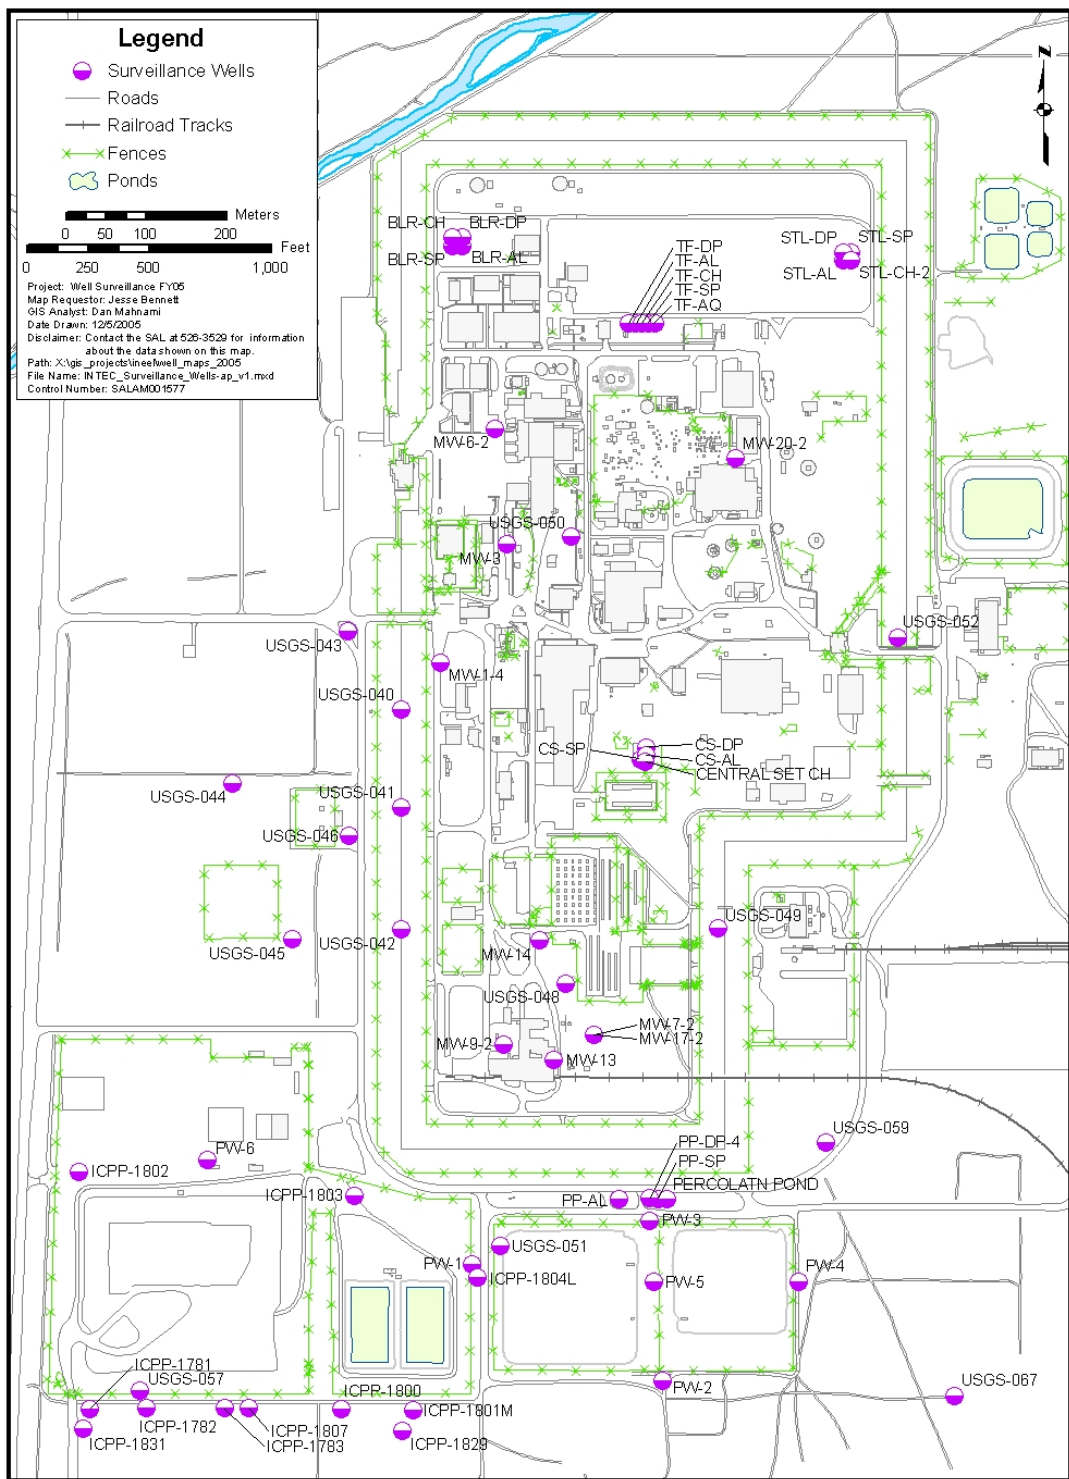 Legend
Surveillance Wells
Roads
Railroad Tracks
Fences
Ponds
Meters
0 50 100 200
Feet
0 250 500 1,000
Project: Well Surveillance FY05
Map Requestor: Jesse Bennett
GIS Analyst: Dan Mahnami
Date Drawn: 12/5/2005
Disclaimer: Contact the SAL at 526-3529 for information
about the data shown on this map.
Path: X:\gis_projects\ineel\well_maps_2005
File Name: INTEC_Surveillance_Wells-ap_v1.mxd
Control Number: SALAM001577
N
BLR-CH
BLR-DP
BLR-SP
BLR-AL
TF-DP
TF-AL
TF-CH
TF-SP
TF-AQ
STL-DP
STL-SP
STL-AL
STL-CH-2
MW-6-2
MW-20-2
USGS-050
MW-3
USGS-052
USGS-043
MW-1-4
USGS-040
CS-SP
CS-DP
CS-AL
CENTRAL SET CH
USGS-044
USGS-041
USGS-046
USGS-049
USGS-042
USGS-045
MW-14
USGS-048
MW-7-2
MW-17-2
MW-9-2
MW-13
USGS-059
PW-6
ICPP-1802
ICPP-1803
PP-DP-4
PP-SP
PERCOLATN POND
PP-AL
PW-3
USGS-051
PW-1
ICPP-1804L
PW-5
PW-4
ICPP-1781
USGS-057
ICPP-1800
PW-2
USGS-067
ICPP-1782
ICPP-1807
ICPP-1801M
ICPP-1831
ICPP-1783
ICPP-1829